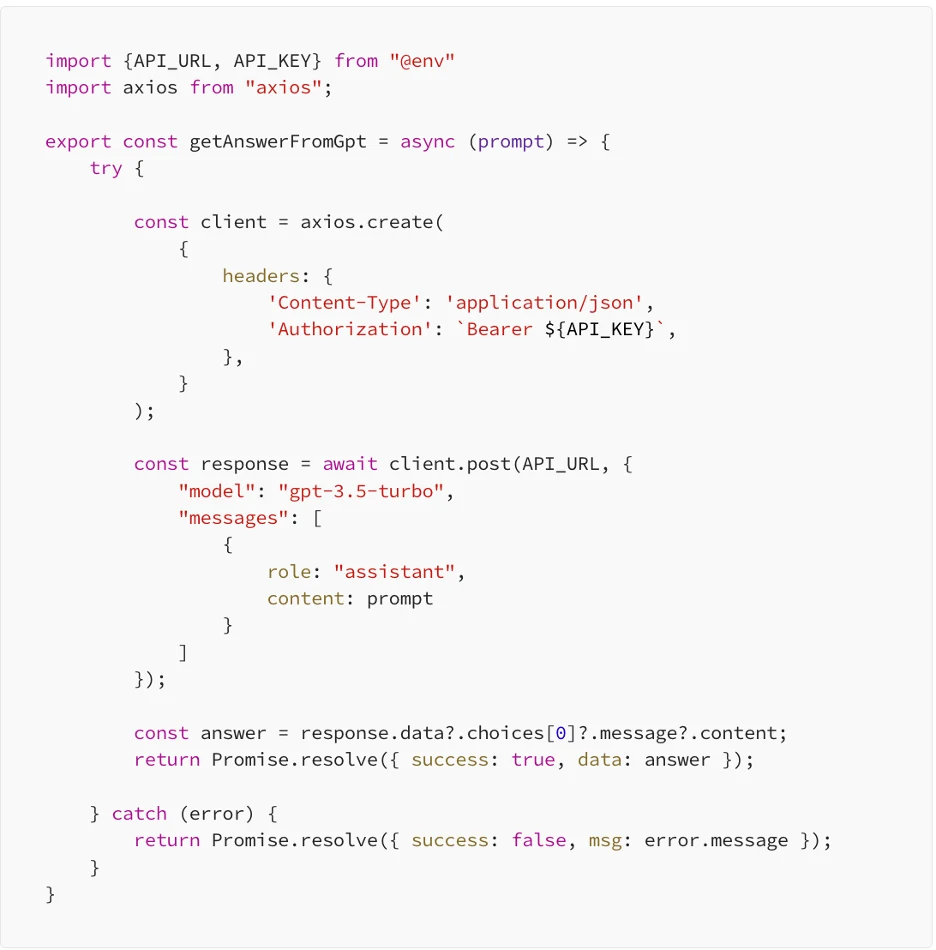 import {API_URL, API_KEY} from "@env"
import axios from "axios";

export const getAnswerFromGpt = async (prompt) => {
    try {

        const client = axios.create(
            {
                headers: {
                    'Content-Type': 'application/json',
                    'Authorization': `Bearer ${API_KEY}`,
                },
            }
        );

        const response = await client.post(API_URL, {
            "model": "gpt-3.5-turbo",
            "messages": [
                {
                    role: "assistant",
                    content: prompt
                }
            ]
        });

        const answer = response.data?.choices[0]?.message?.content;
        return Promise.resolve({ success: true, data: answer });

    } catch (error) {
        return Promise.resolve({ success: false, msg: error.message });
    }
}